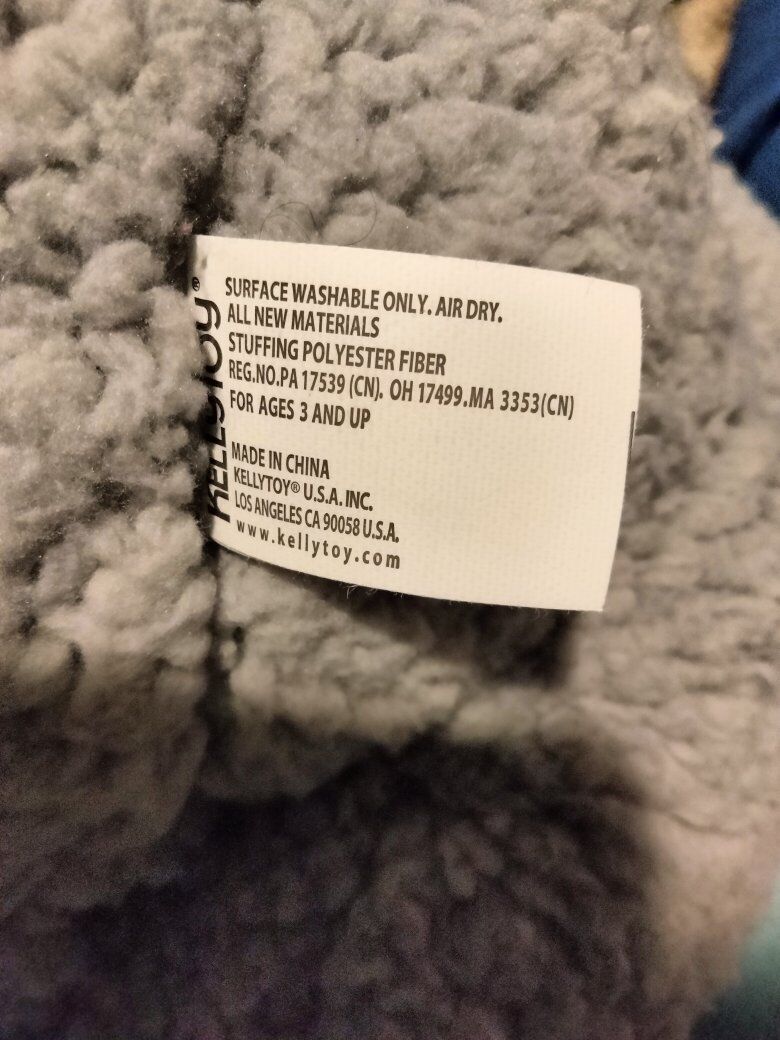 KELLYTOY®
SURFACE WASHABLE ONLY. AIR DRY.
ALL NEW MATERIALS
STUFFING POLYESTER FIBER
REG.NO.PA 17539 (CN). OH 17499.MA 3353(CN)
FOR AGES 3 AND UP
MADE IN CHINA
KELLYTOY® U.S.A. INC.
LOS ANGELES CA 90058 U.S.A.
www.kellytoy.com